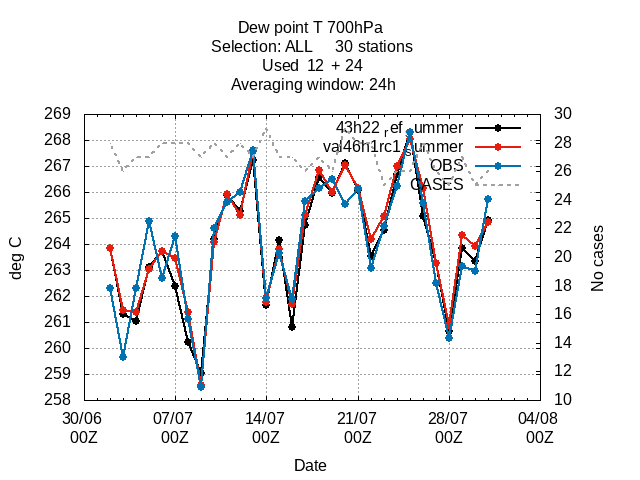 Dew point T 700hPa
Selection: ALL 30 stations
Used 12 + 24
Averaging window: 24h
43h22_ref_summer
val46h1rc1_summer
OBS
CASES
269
268
267
266
265
264
263
262
261
260
259
258
30
28
26
24
22
20
18
16
14
12
10
deg C
No cases
30/06 07/07 14/07 21/07 28/07 04/08
00Z 00Z 00Z 00Z 00Z 00Z
Date